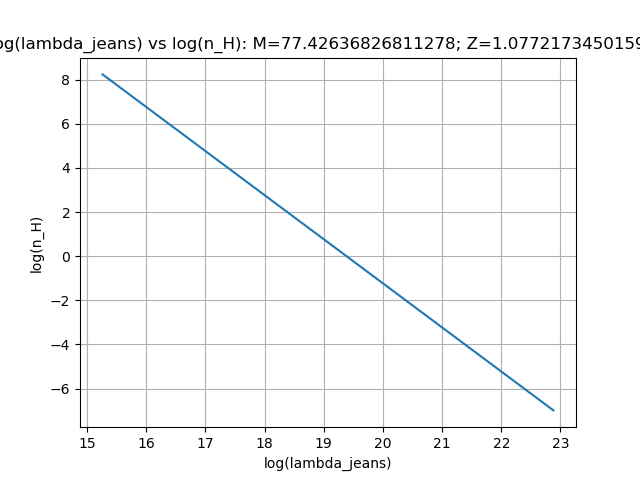 og(lambda_jeans) vs log(n_H): M=77.42636826811278; Z=1.0772173450159
8
6
4
2
0
−2
−4
−6
log(n_H)
15 16 17 18 19 20 21 22 23
log(lambda_jeans)